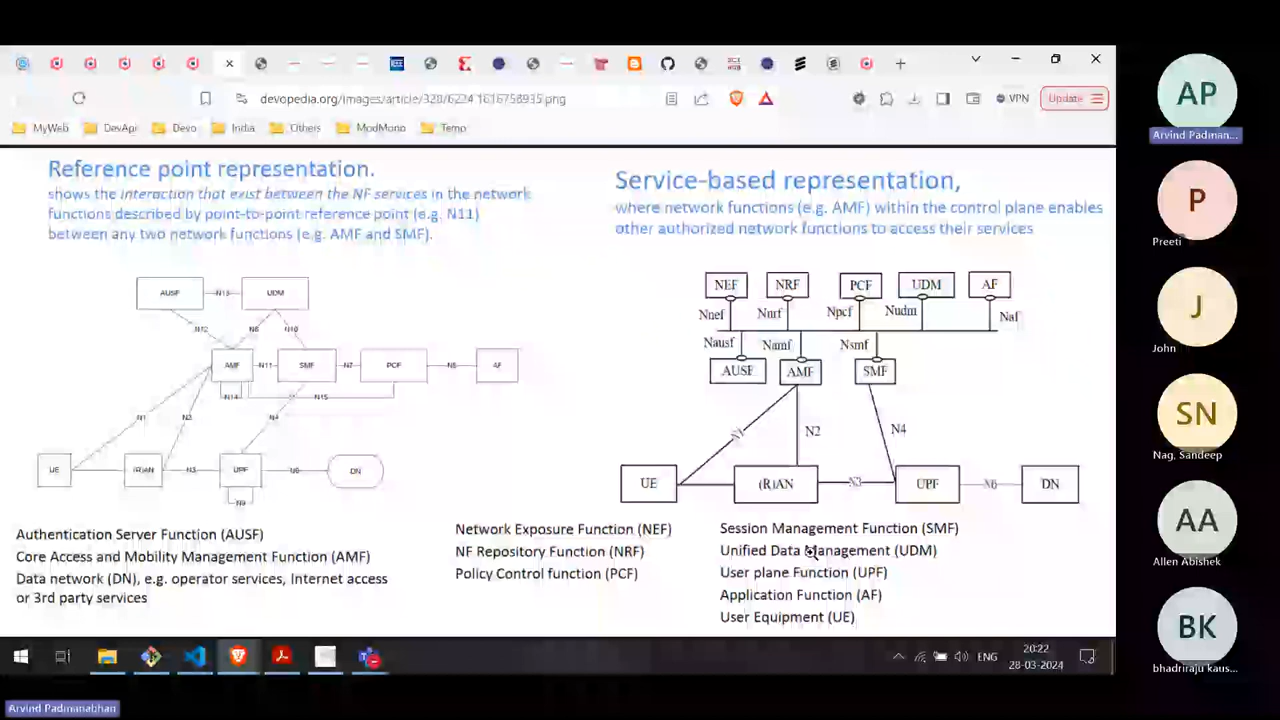 devopedia.org/images/article/320/6224.1616758935.png
VPN
Update
MyWeb
DevApi
Devo
India
Others
ModMono
Temp
Reference point representation.
shows the interaction that exist between the NF services in the network
functions described by point-to-point reference point (e.g. N11)
between any two network functions (e.g. AMF and SMF).
AUSF
N13
UDM
N12
N8
N10
AMF
N11
SMF
N7
PCF
N5
AF
N14
N15
N1
N2
N4
UE
(R)AN
N3
UPF
N6
DN
N9
Service-based representation,
where network functions (e.g. AMF) within the control plane enables
other authorized network functions to access their services
NEF
NRF
PCF
UDM
AF
Nnef
Nnrf
Npcf
Nudm
Naf
Nausf
Namf
Nsmf
AUSF
AMF
SMF
N1
N2
N4
UE
(R)AN
N3
UPF
N6
DN
Authentication Server Function (AUSF)
Core Access and Mobility Management Function (AMF)
Data network (DN), e.g. operator services, Internet access
or 3rd party services
Network Exposure Function (NEF)
NF Repository Function (NRF)
Policy Control function (PCF)
Session Management Function (SMF)
Unified Data Management (UDM)
User plane Function (UPF)
Application Function (AF)
User Equipment (UE)
ENG
20:22
28-03-2024
AP
Arvind Padman...
P
Preeti
J
John
SN
Nag, Sandeep
AA
Allen Abishek
BK
bhadriraju kaus...
Arvind Padmanabhan